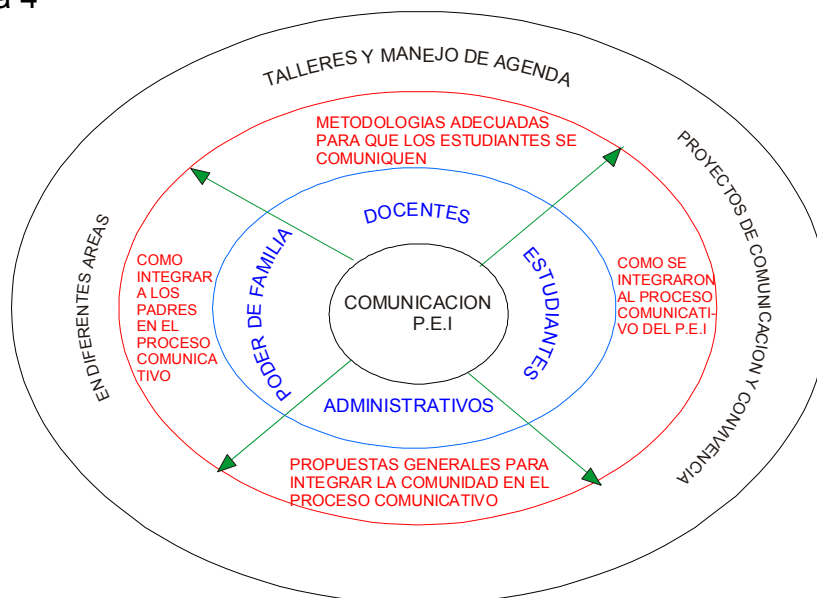 a 4
TALLERES Y MANEJO DE AGENDA
METODOLOGIAS ADECUADAS
PARA QUE LOS ESTUDIANTES SE
COMUNIQUEN
PROYECTOS DE COMUNICACION Y CONVIVENCIA
DOCENTES
EN DIFERENTES AREAS
COMO
INTEGRAR
A LOS
PADRES
EN EL
PROCESO
COMUNICA
TIVO
PODER DE FAMILIA
COMUNICACION
P.E.I
ESTUDIANTES
COMO SE
INTEGRARON
AL PROCESO
COMUNICATI-
VO DEL P.E.I
ADMINISTRATIVOS
PROPUESTAS GENERALES PARA
INTEGRAR LA COMUNIDAD EN EL
PROCESO COMUNICATIVO